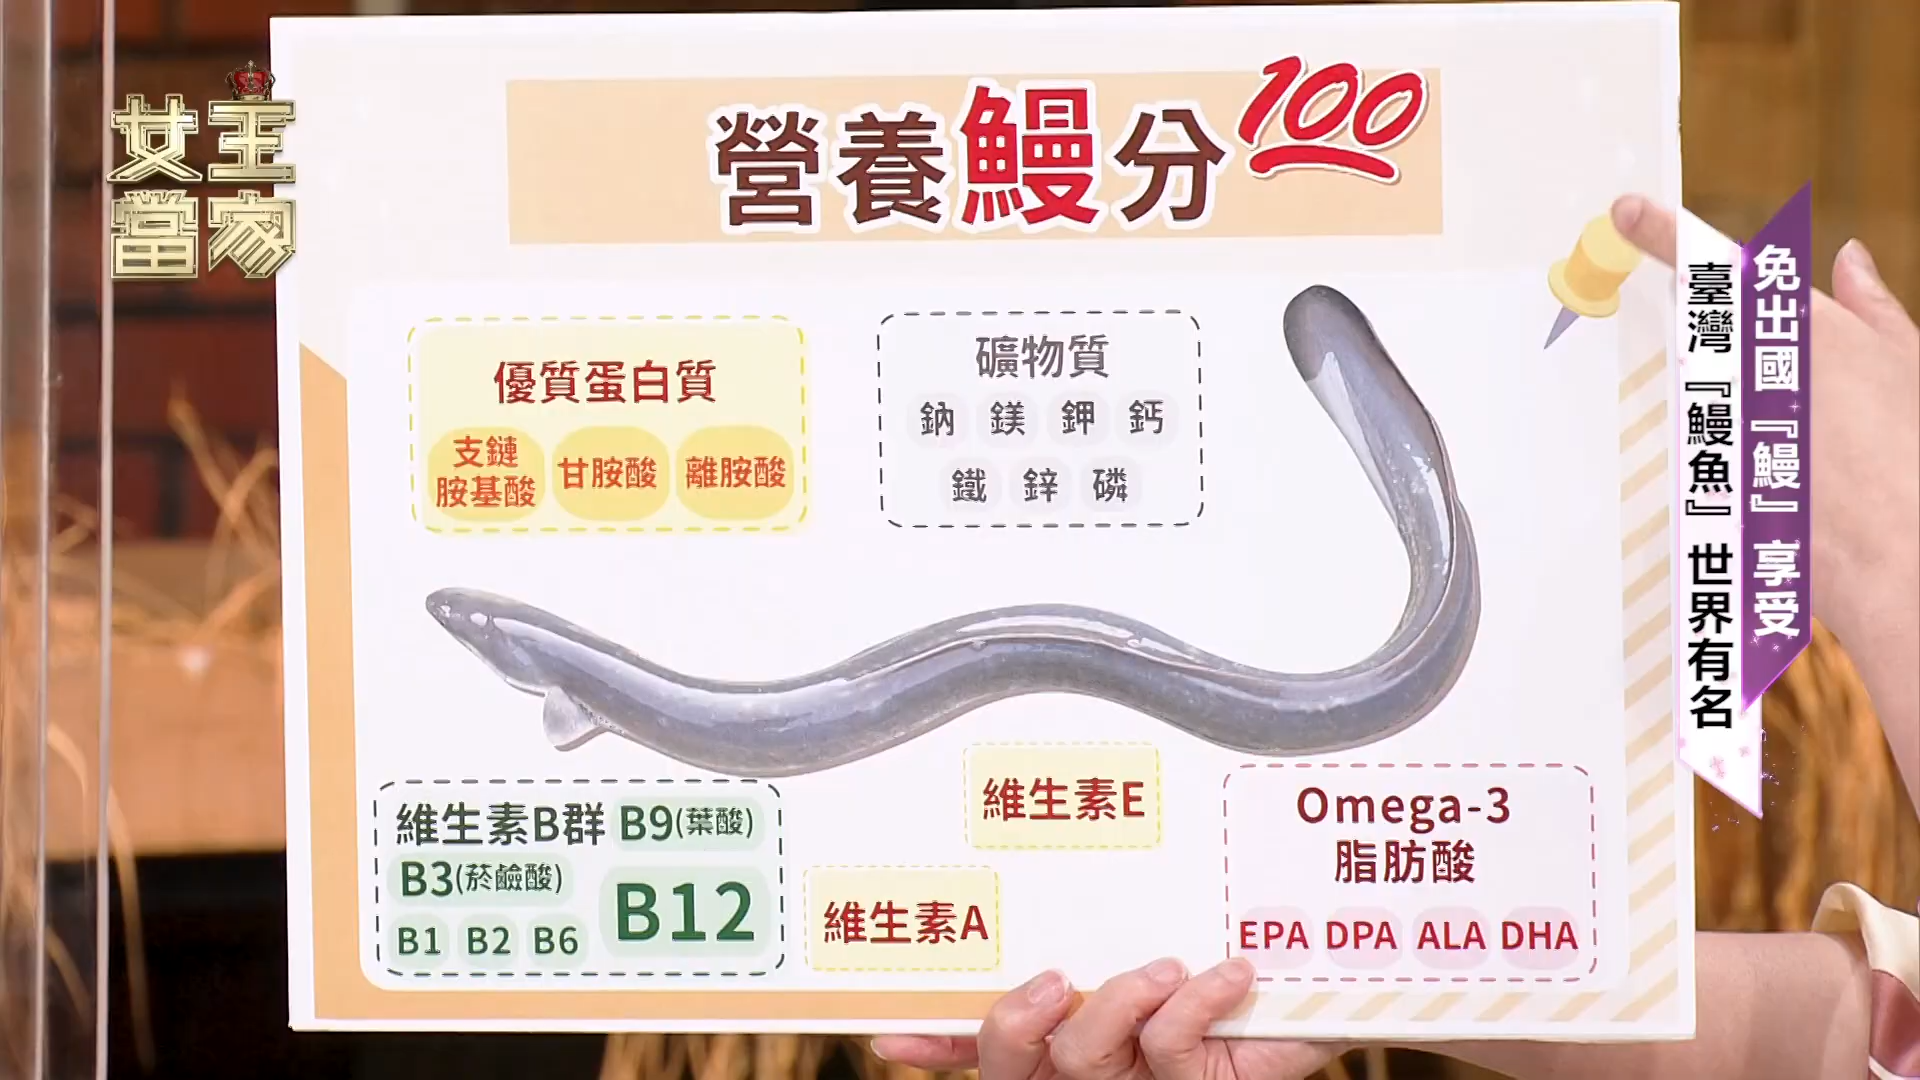 女王
當家
營養鰻分100
優質蛋白質
支鏈
胺基酸
甘胺酸
離胺酸
礦物質
鈉 鎂 鉀 鈣
鐵 鋅 磷
維生素B群 B9(葉酸)
B3(菸鹼酸)
B1 B2 B6 B12
維生素E
維生素A
Omega-3
脂肪酸
EPA DPA ALA DHA
免出國『鰻』享受
臺灣『鰻魚』世界有名